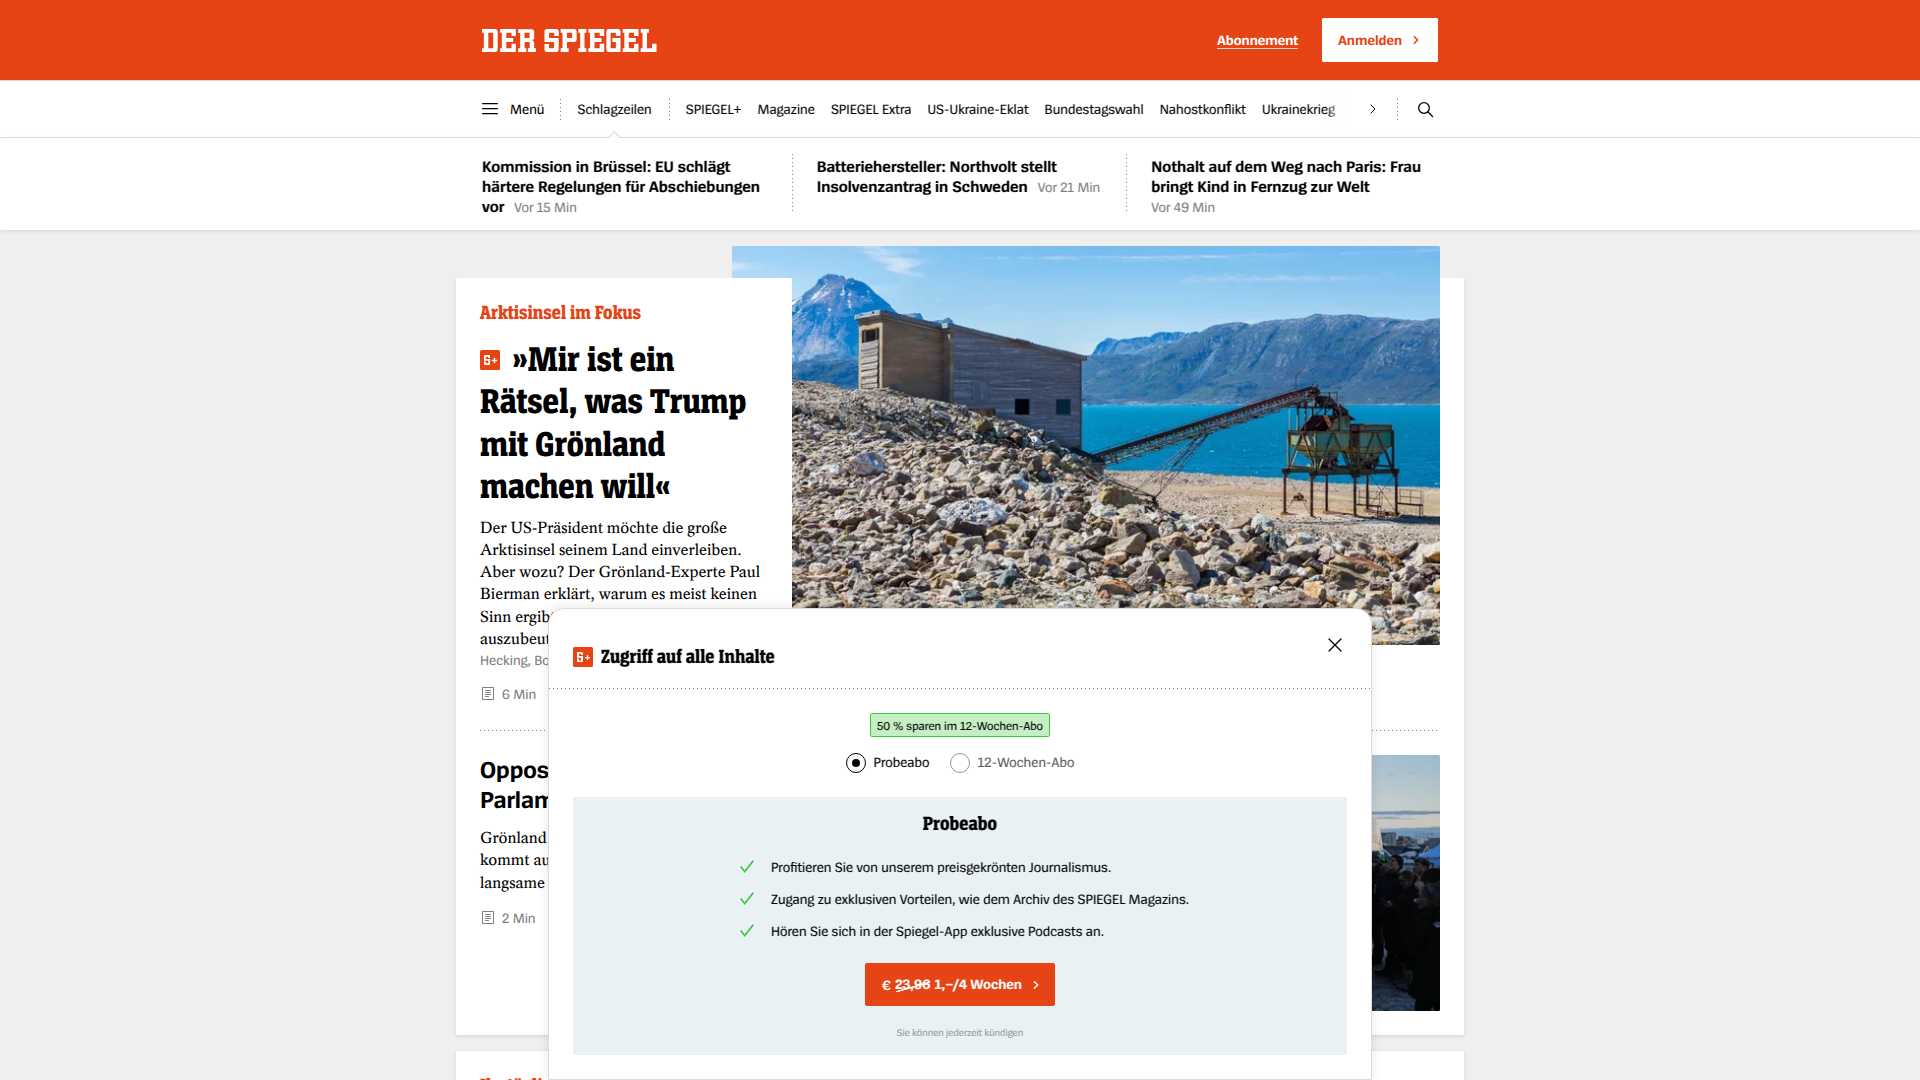 DER SPIEGEL
Abonnement
Anmelden
Menü
Schlagzeilen
SPIEGEL+
Magazine
SPIEGEL Extra
US-Ukraine-Eklat
Bundestagswahl
Nahostkonflikt
Ukrainekrieg
Kommission in Brüssel: EU schlägt
härtere Regelungen für Abschiebungen
vor Vor 15 Min
Batteriehersteller: Northvolt stellt
Insolvenzantrag in Schweden Vor 21 Min
Nothalt auf dem Weg nach Paris: Frau
bringt Kind in Fernzug zur Welt
Vor 49 Min
Arktisinsel im Fokus
»Mir ist ein
Rätsel, was Trump
mit Grönland
machen will«
Der US-Präsident möchte die große
Arktisinsel seinem Land einverleiben.
Aber wozu? Der Grönland-Experte Paul
Bierman erklärt, warum es meist keinen
Sinn ergib
auszubeut
Hecking, Bo
6 Min
Oppos
Parlam
Grönland
kommt au
langsame
2 Min
Zugriff auf alle Inhalte
50 % sparen im 12-Wochen-Abo
Probeabo
12-Wochen-Abo
Probeabo
Profitieren Sie von unserem preisgekrönten Journalismus.
Zugang zu exklusiven Vorteilen, wie dem Archiv des SPIEGEL Magazins.
Hören Sie sich in der Spiegel-App exklusive Podcasts an.
€ 23,96 1,–/4 Wochen
Sie können jederzeit kündigen